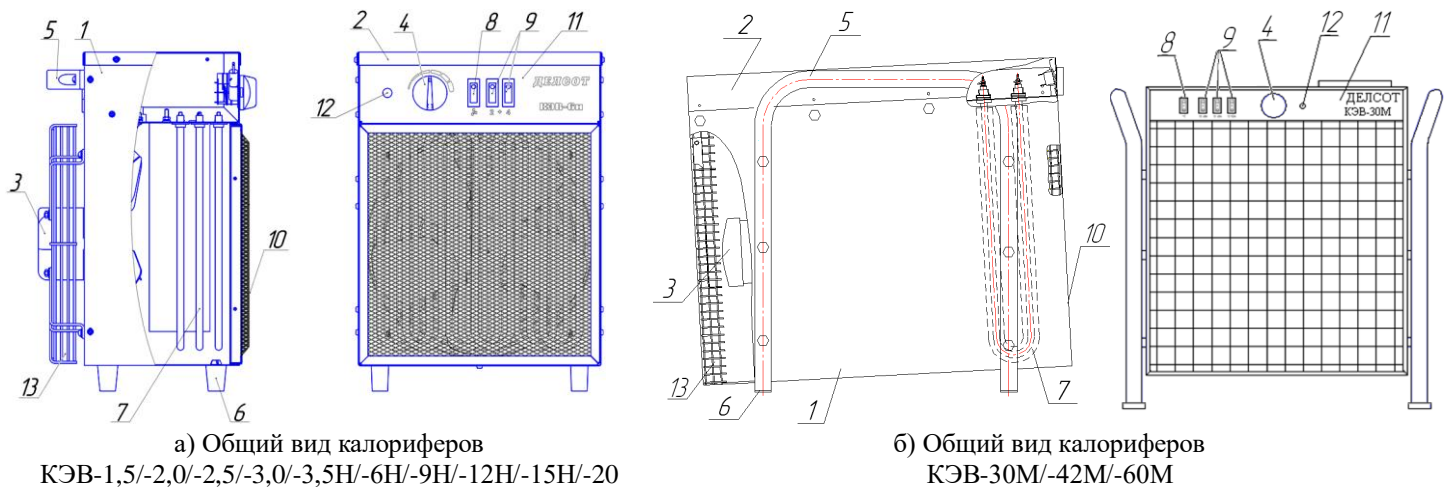 5 1 2 4 8 9 11
12
3
10
13 7 6
ДЕЛСОТ
КЭВ-6н
а) Общий вид калориферов
КЭВ-1,5/-2,0/-2,5/-3,0/-3,5Н/-6Н/-9Н/-12Н/-15Н/-20
2 5
3
10
13 6 1 7
8 9 4 12 11
ДЕЛСОТ
КЭВ-30М
б) Общий вид калориферов
КЭВ-30М/-42М/-60М